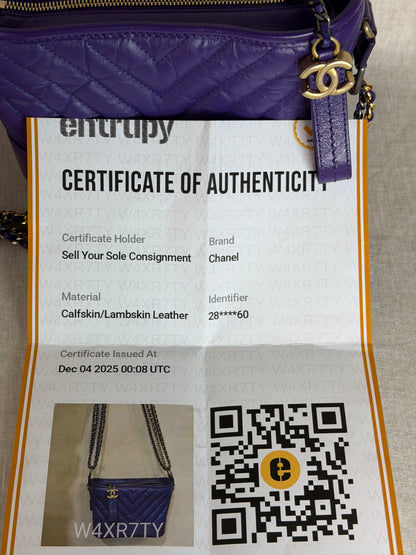 entrupy
CERTIFICATE OF AUTHENTICITY
Certificate Holder
Sell Your Sole Consignment
Brand
Chanel
Material
Calfskin/Lambskin Leather
Identifier
28****60
Certificate Issued At
Dec 04 2025 00:08 UTC
W4XR7TY